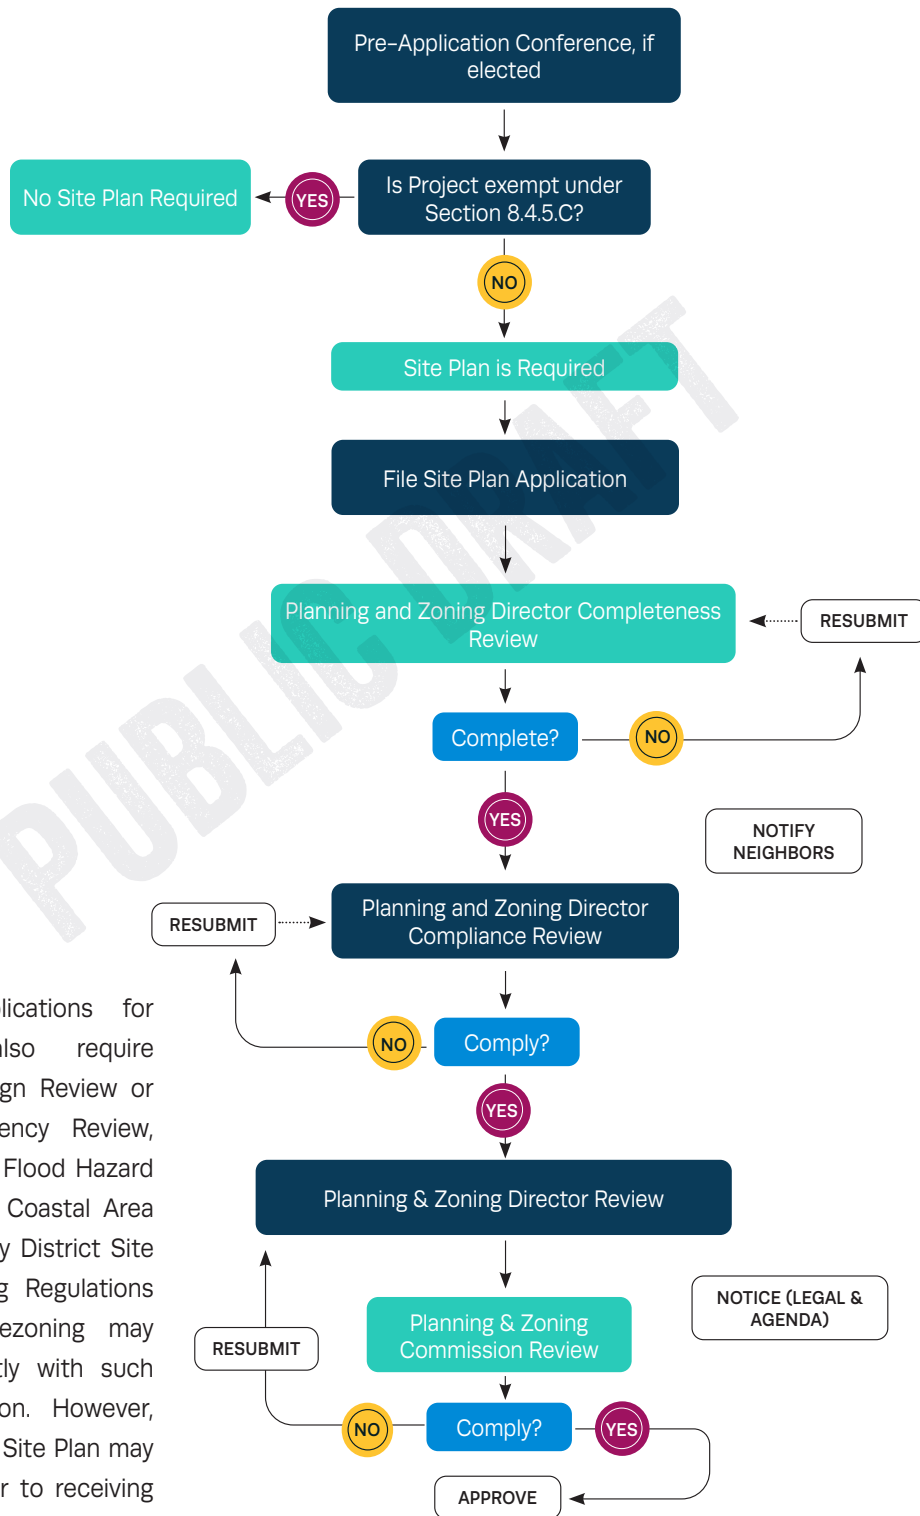 Pre-Application Conference, if
elected
No Site Plan Required
YES
Is Project exempt under
Section 8.4.5.C?
NO
Site Plan is Required
File Site Plan Application
Planning and Zoning Director Completeness
Review
RESUBMIT
Complete?
NO
YES
NOTIFY
NEIGHBORS
RESUBMIT
Planning and Zoning Director
Compliance Review
NO
Comply?
YES
Planning & Zoning Director Review
Planning & Zoning
Commission Review
NOTICE (LEGAL &
AGENDA)
RESUBMIT
NO
Comply?
YES
APPROVE
plications for
also require
ign Review or
ency Review,
Flood Hazard
Coastal Area
y District Site
g Regulations
ezoning may
tly with such
on. However,
Site Plan may
r to receiving
PUBLIC DRAFT